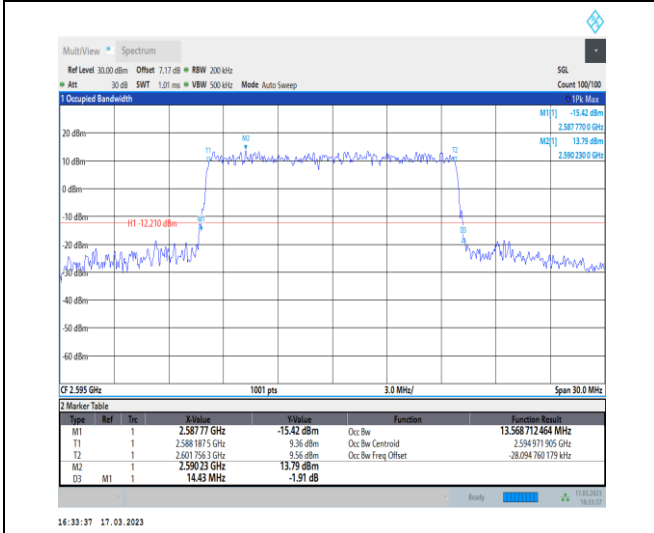 MultiView Spectrum
Ref Level 30.00 dBm Offset 7.17 dB RBW 200 kHz SGL
Att 30 dB SWT 1.01 ms VBW 500 kHz Mode Auto Sweep Count 100/100
1 Occupied Bandwidth 1Pk Max
M1[1] -15.42 dBm
2.587 770 0 GHz
M2[1] 13.79 dBm
2.590 230 0 GHz
20 dBm
T1 M2 T2
10 dBm
0 dBm
-10 dBm
H1 -12.210 dBm
M1
D3
-20 dBm
-30 dBm
-40 dBm
-50 dBm
-60 dBm
CF 2.595 GHz 1001 pts 3.0 MHz/ Span 30.0 MHz
2 Marker Table
Type Ref Trc X-Value Y-Value Function Function Result
M1 1 2.587 77 GHz -15.42 dBm Occ Bw 13.568 712 464 MHz
T1 1 2.588 187 5 GHz 9.36 dBm Occ Bw Centroid 2.594 971 905 GHz
T2 1 2.601 756 3 GHz 9.56 dBm Occ Bw Freq Offset -28.094 760 179 kHz
M2 1 2.590 23 GHz 13.79 dBm
D3 M1 1 14.43 MHz -1.91 dB
Ready 17.03.2023
16:33:37
16:33:37 17.03.2023